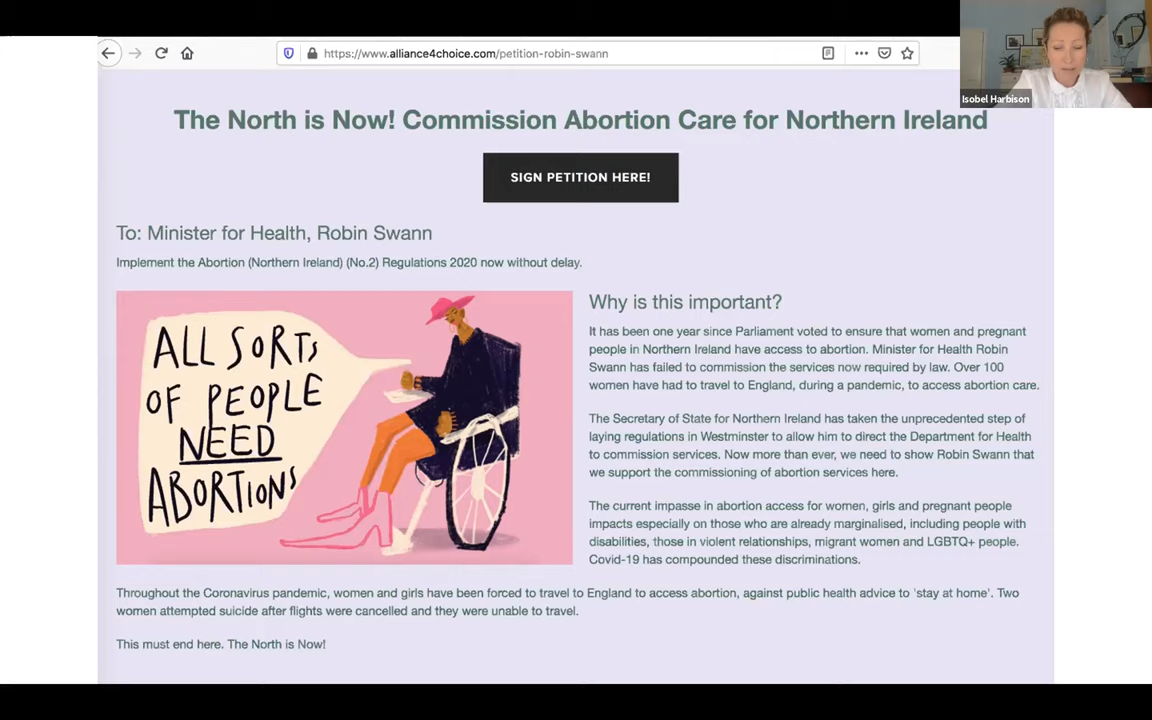 https://www.alliance4choice.com/petition-robin-swann
Isobel Harbison
The North is Now! Commission Abortion Care for Northern Ireland
SIGN PETITION HERE!
To: Minister for Health, Robin Swann
Implement the Abortion (Northern Ireland) (No.2) Regulations 2020 now without delay.
ALL SORTS
OF PEOPLE
NEED
ABORTIONS
Why is this important?
It has been one year since Parliament voted to ensure that women and pregnant
people in Northern Ireland have access to abortion. Minister for Health Robin
Swann has failed to commission the services now required by law. Over 100
women have had to travel to England, during a pandemic, to access abortion care.
The Secretary of State for Northern Ireland has taken the unprecedented step of
laying regulations in Westminster to allow him to direct the Department for Health
to commission services. Now more than ever, we need to show Robin Swann that
we support the commissioning of abortion services here.
The current impasse in abortion access for women, girls and pregnant people
impacts especially on those who are already marginalised, including people with
disabilities, those in violent relationships, migrant women and LGBTQ+ people.
Covid-19 has compounded these discriminations.
Throughout the Coronavirus pandemic, women and girls have been forced to travel to England to access abortion, against public health advice to 'stay at home'. Two
women attempted suicide after flights were cancelled and they were unable to travel.
This must end here. The North is Now!